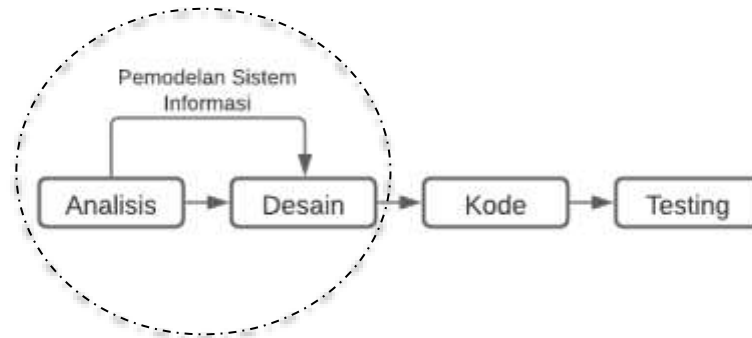 Pemodelan Sistem
Informasi
Analisis
Desain
Kode
Testing